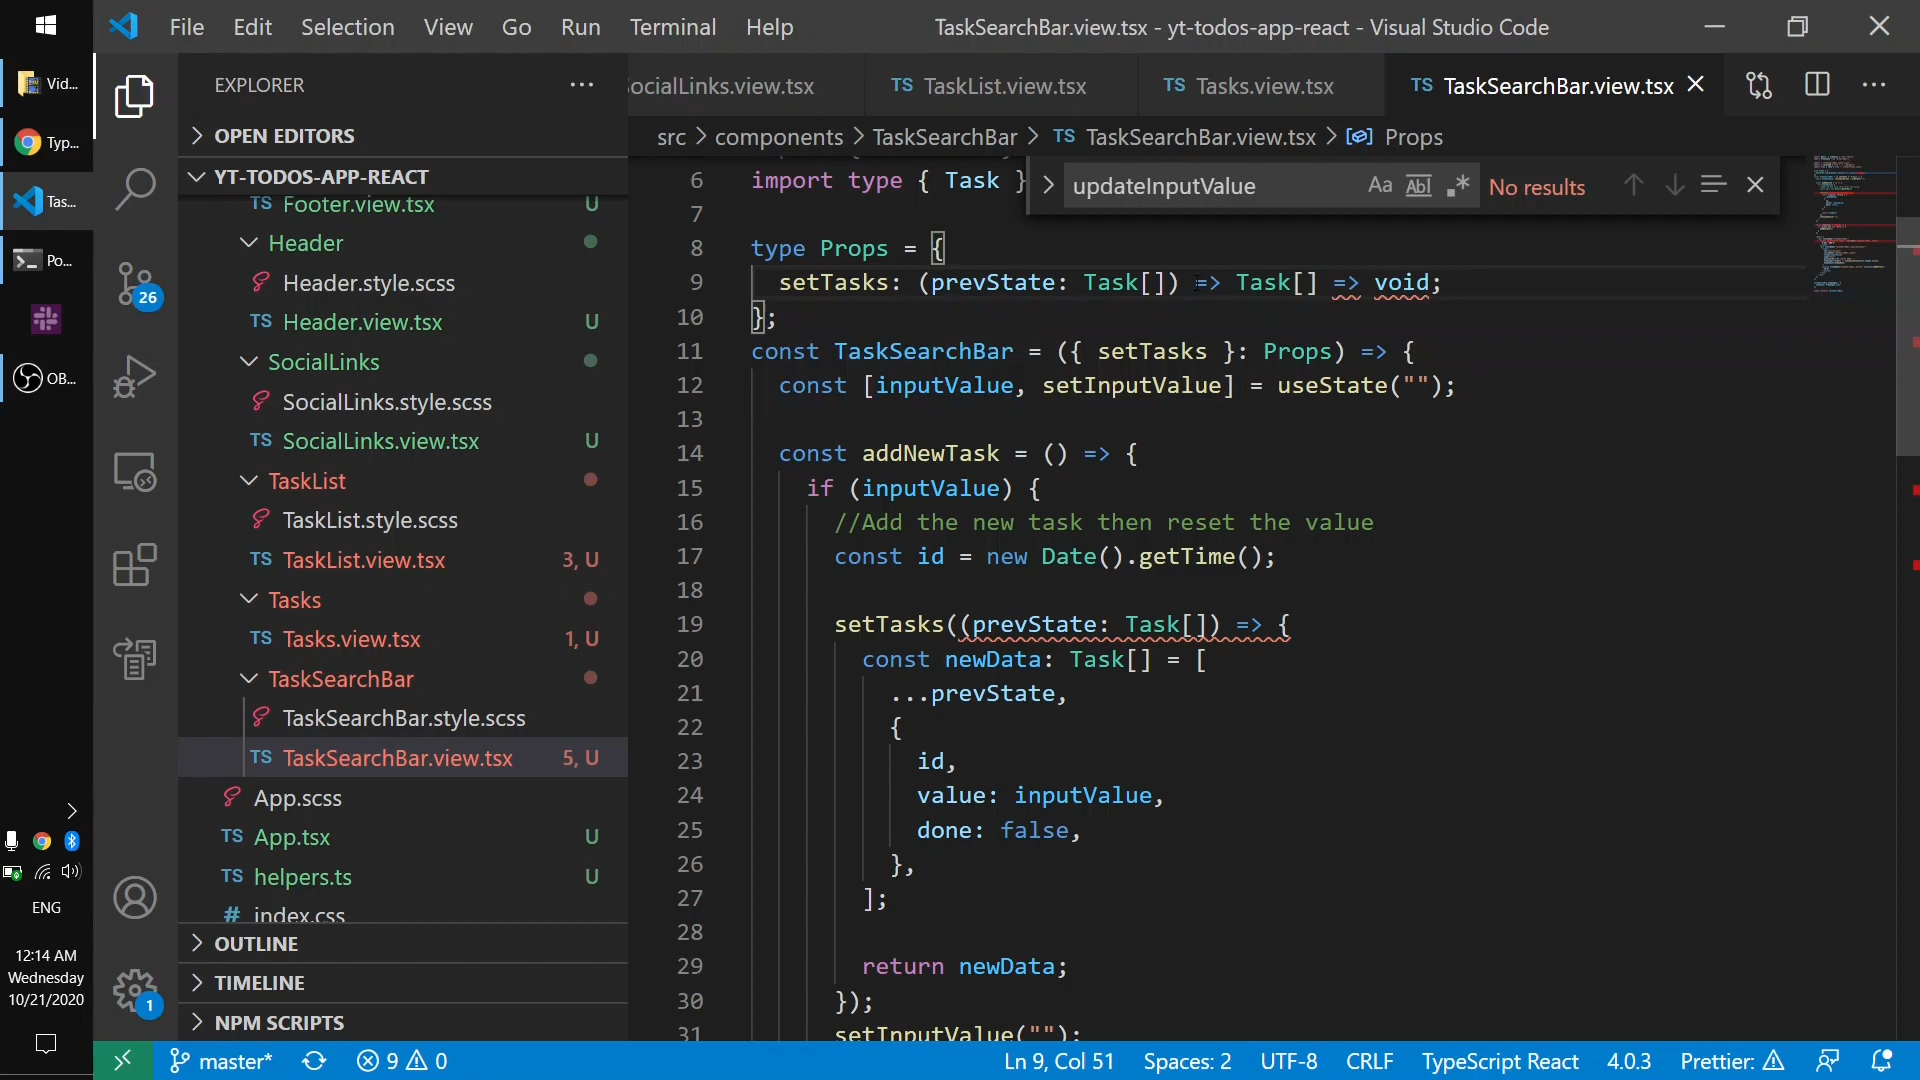 File Edit Selection View Go Run Terminal Help
TaskSearchBar.view.tsx - yt-todos-app-react - Visual Studio Code
Vid...
Typ...
Tas...
Po...
OB...
ENG
12:14 AM
Wednesday
10/21/2020
26
1
EXPLORER
OPEN EDITORS
YT-TODOS-APP-REACT
TS Footer.view.tsx U
Header
Header.style.scss
TS Header.view.tsx U
SocialLinks
SocialLinks.style.scss
TS SocialLinks.view.tsx U
TaskList
TaskList.style.scss
TS TaskList.view.tsx 3, U
Tasks
TS Tasks.view.tsx 1, U
TaskSearchBar
TaskSearchBar.style.scss
TS TaskSearchBar.view.tsx 5, U
App.scss
TS App.tsx U
TS helpers.ts U
# index.css
OUTLINE
TIMELINE
NPM SCRIPTS
ocialLinks.view.tsx TS TaskList.view.tsx TS Tasks.view.tsx TS TaskSearchBar.view.tsx
src > components > TaskSearchBar > TS TaskSearchBar.view.tsx > Props
updateInputValue Aa Abl .* No results
6 import type { Task }
7
8 type Props = {
9 setTasks: (prevState: Task[]) => Task[] => void;
10 };
11 const TaskSearchBar = ({ setTasks }: Props) => {
12 const [inputValue, setInputValue] = useState("");
13
14 const addNewTask = () => {
15 if (inputValue) {
16 //Add the new task then reset the value
17 const id = new Date().getTime();
18
19 setTasks((prevState: Task[]) => {
20 const newData: Task[] = [
21 ...prevState,
22 {
23 id,
24 value: inputValue,
25 done: false,
26 },
27 ];
28
29 return newData;
30 });
31 setInputValue("");
master* 9 0 Ln 9, Col 51 Spaces: 2 UTF-8 CRLF TypeScript React 4.0.3 Prettier: